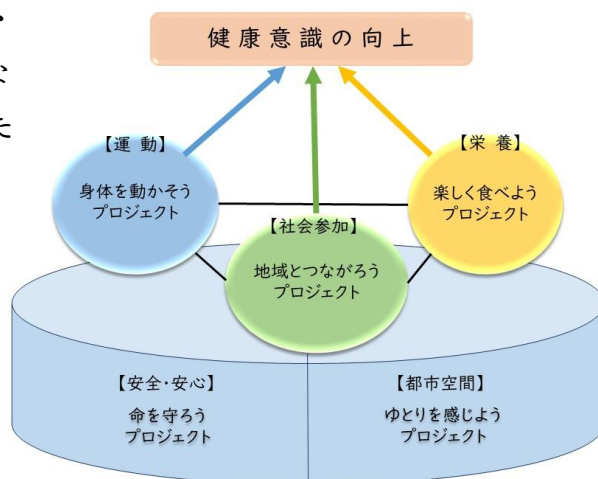 健康意識の向上
【運 動】
身体を動かそう
プロジェクト
【栄 養】
楽しく食べよう
プロジェクト
【社会参加】
地域とつながろう
プロジェクト
【安全・安心】
命を守ろう
プロジェクト
【都市空間】
ゆとりを感じよう
プロジェクト